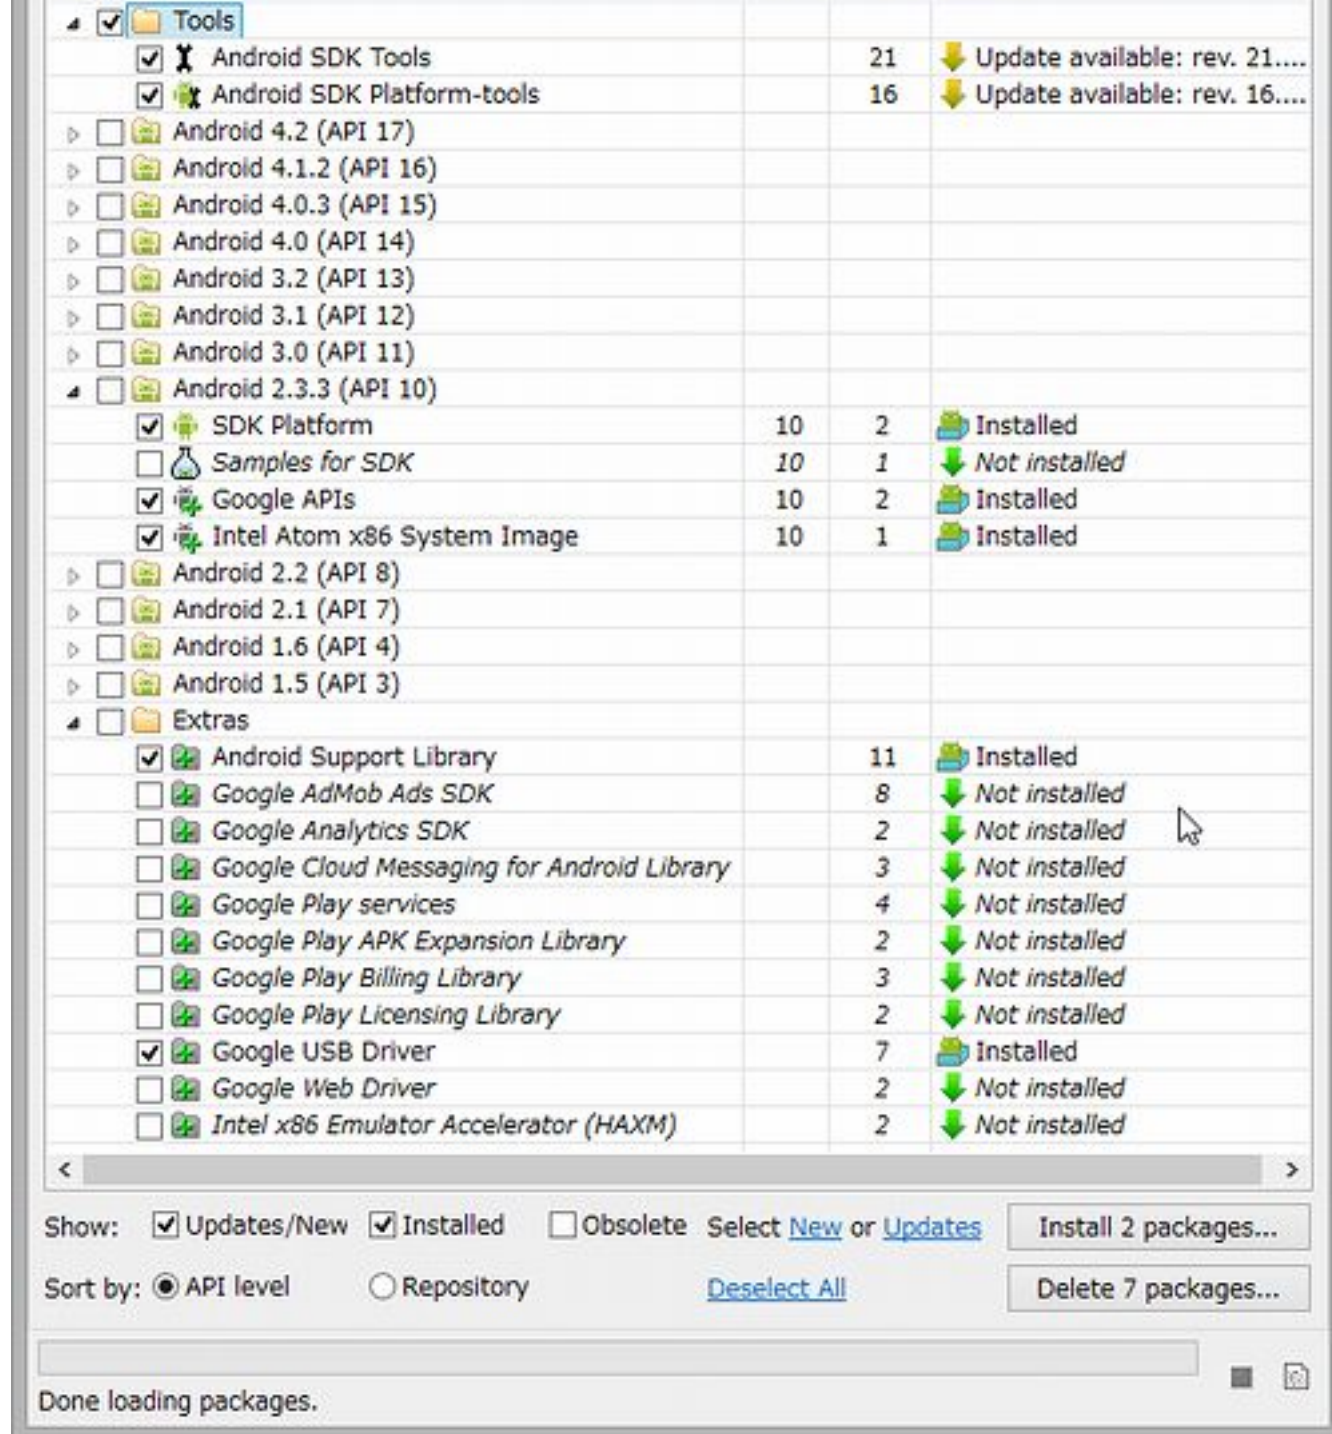 Tools
Android SDK Tools 21 Update available: rev. 21....
Android SDK Platform-tools 16 Update available: rev. 16....
Android 4.2 (API 17)
Android 4.1.2 (API 16)
Android 4.0.3 (API 15)
Android 4.0 (API 14)
Android 3.2 (API 13)
Android 3.1 (API 12)
Android 3.0 (API 11)
Android 2.3.3 (API 10)
SDK Platform 10 2 Installed
Samples for SDK 10 1 Not installed
Google APIs 10 2 Installed
Intel Atom x86 System Image 10 1 Installed
Android 2.2 (API 8)
Android 2.1 (API 7)
Android 1.6 (API 4)
Android 1.5 (API 3)
Extras
Android Support Library 11 Installed
Google AdMob Ads SDK 8 Not installed
Google Analytics SDK 2 Not installed
Google Cloud Messaging for Android Library 3 Not installed
Google Play services 4 Not installed
Google Play APK Expansion Library 2 Not installed
Google Play Billing Library 3 Not installed
Google Play Licensing Library 2 Not installed
Google USB Driver 7 Installed
Google Web Driver 2 Not installed
Intel x86 Emulator Accelerator (HAXM) 2 Not installed
Show: Updates/New Installed Obsolete Select New or Updates Install 2 packages...
Sort by: API level Repository Deselect All Delete 7 packages...
Done loading packages.